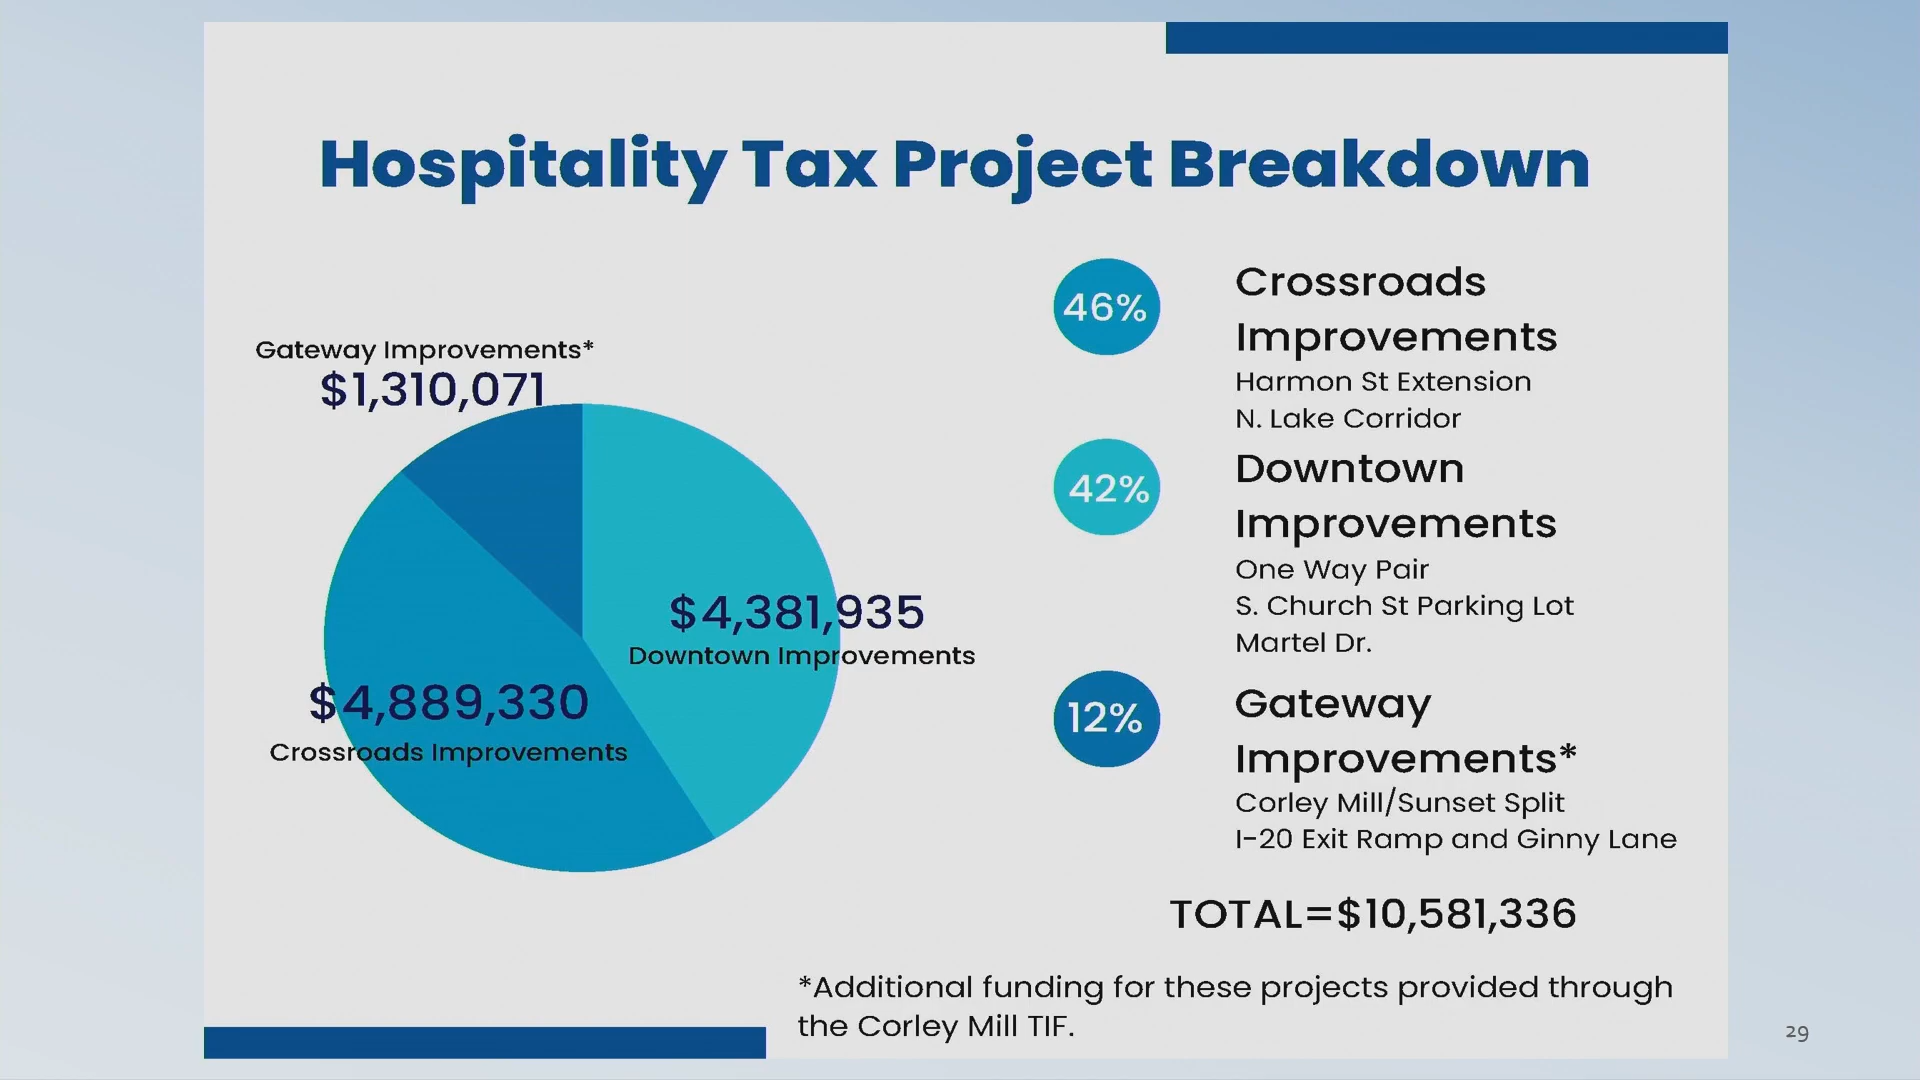 Hospitality Tax Project Breakdown
Gateway Improvements*
$1,310,071
$4,381,935
Downtown Improvements
$4,889,330
Crossroads Improvements
46%
Crossroads
Improvements
Harmon St Extension
N. Lake Corridor
42%
Downtown
Improvements
One Way Pair
S. Church St Parking Lot
Martel Dr.
12%
Gateway
Improvements*
Corley Mill/Sunset Split
I-20 Exit Ramp and Ginny Lane
TOTAL=$10,581,336
*Additional funding for these projects provided through
the Corley Mill TIF.
29